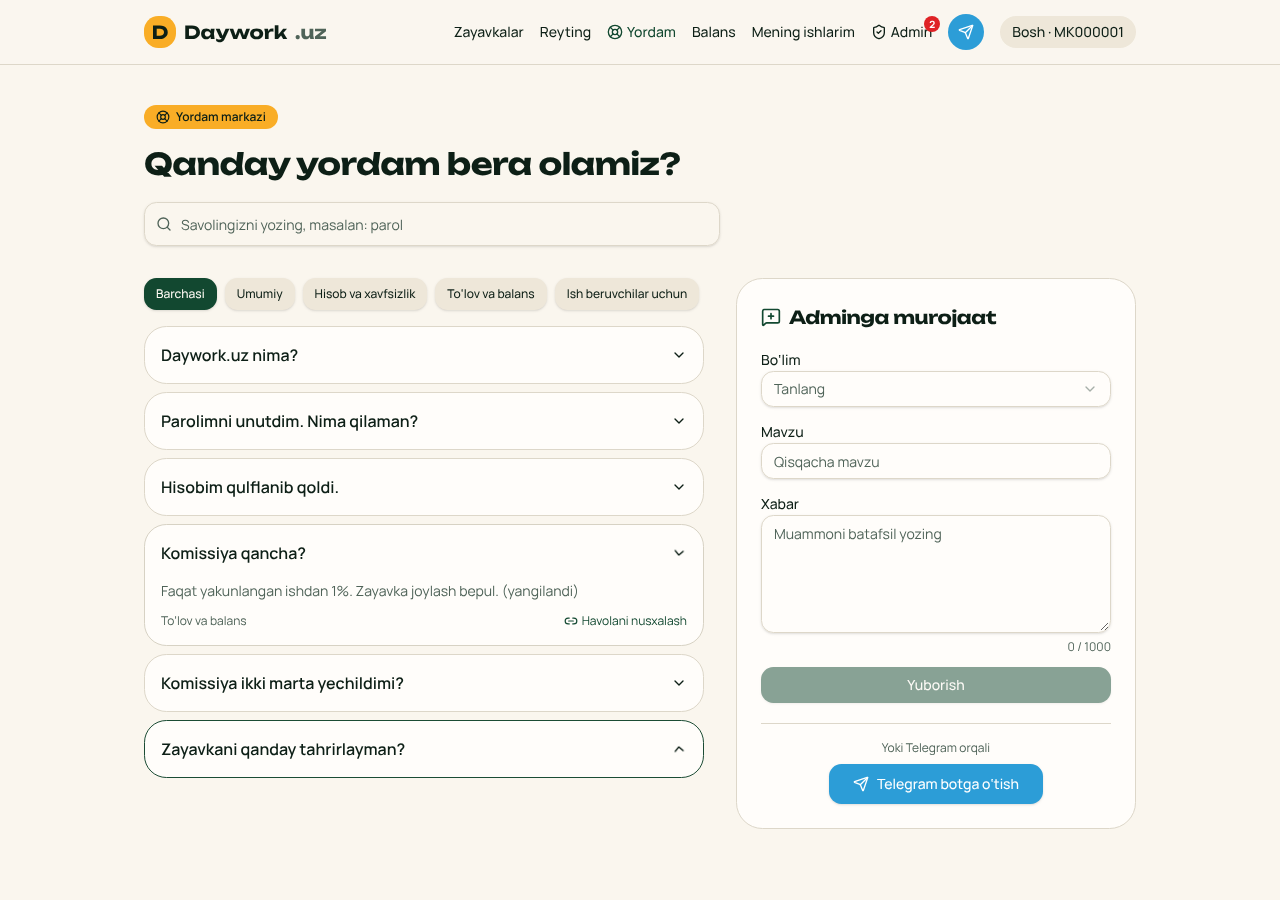 D Daywork .uz
Zayavkalar Reyting Yordam Balans Mening ishlarim Admin 2 Bosh · MK000001
Yordam markazi
Qanday yordam bera olamiz?
Savolingizni yozing, masalan: parol
Barchasi Umumiy Hisob va xavfsizlik To‘lov va balans Ish beruvchilar uchun
Daywork.uz nima?
Parolimni unutdim. Nima qilaman?
Hisobim qulflanib qoldi.
Komissiya qancha?
Faqat yakunlangan ishdan 1%. Zayavka joylash bepul. (yangilandi)
To‘lov va balans Havolani nusxalash
Komissiya ikki marta yechildimi?
Zayavkani qanday tahrirlayman?
Adminga murojaat
Bo‘lim
Tanlang
Mavzu
Qisqacha mavzu
Xabar
Muammoni batafsil yozing
0 / 1000
Yuborish
Yoki Telegram orqali
Telegram botga o‘tish